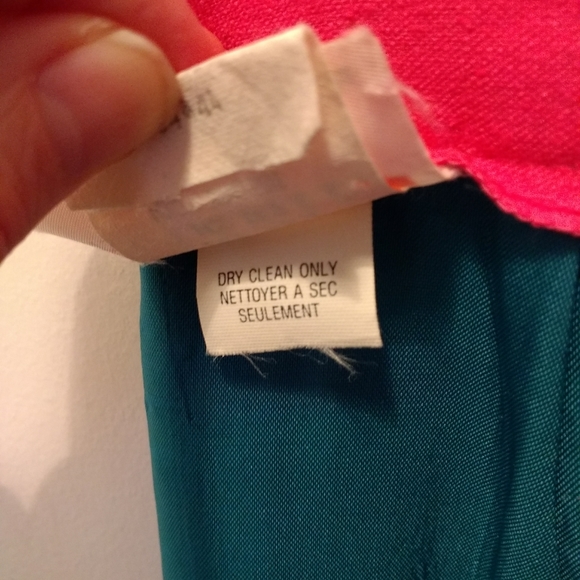 DRY CLEAN ONLY
NETTOYER A SEC
SEULEMENT